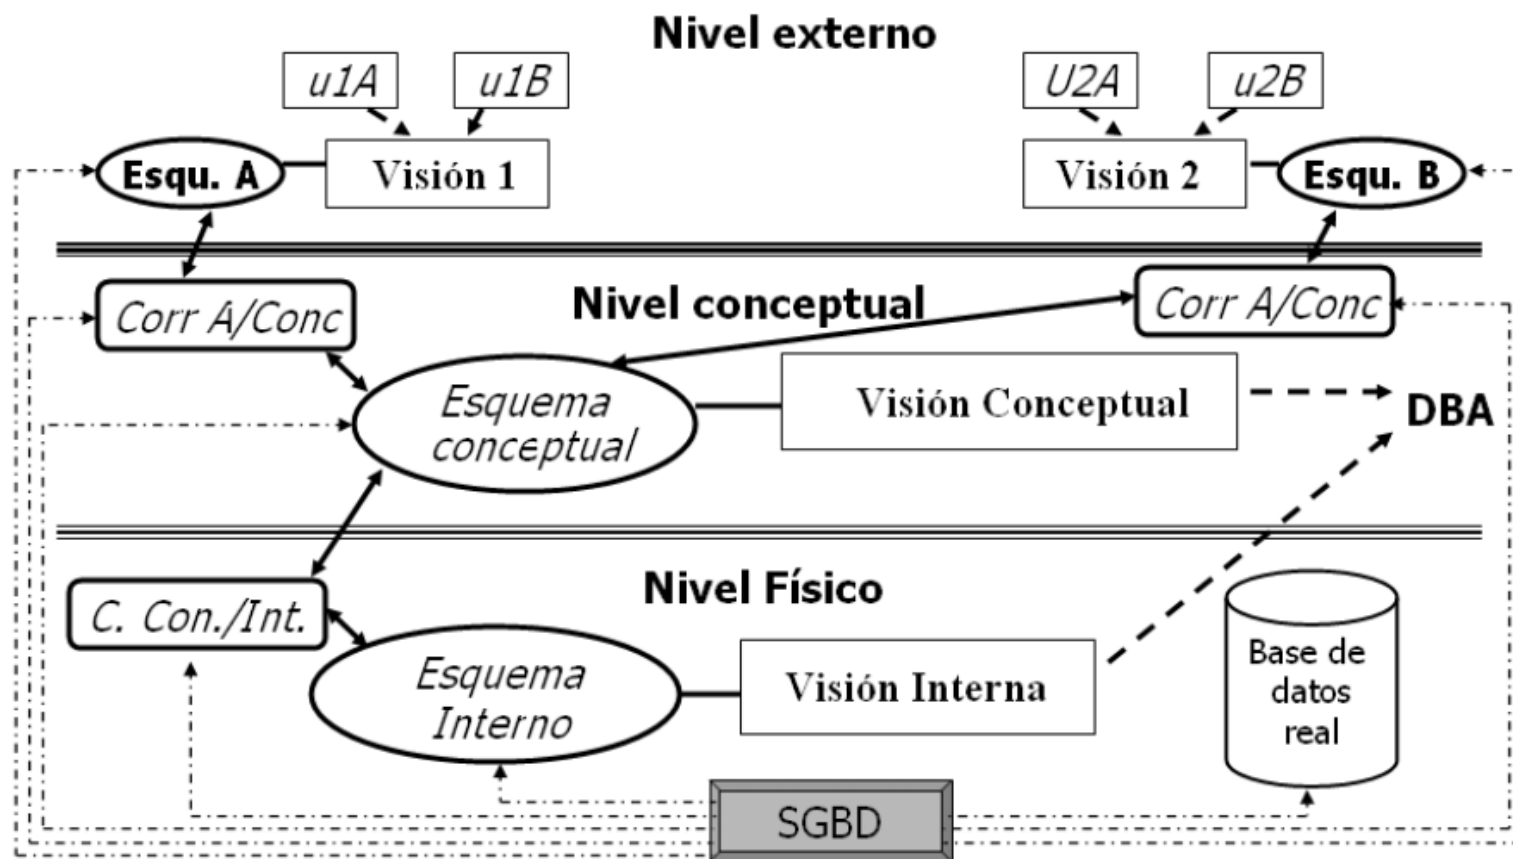 Nivel externo
u1A
u1B
U2A
u2B
Esqu. A
Visión 1
Visión 2
Esqu. B
Corr A/Conc
Nivel conceptual
Corr A/Conc
Esquema
conceptual
Visión Conceptual
DBA
Nivel Físico
C. Con./Int.
Esquema
Interno
Visión Interna
Base de
datos
real
SGBD